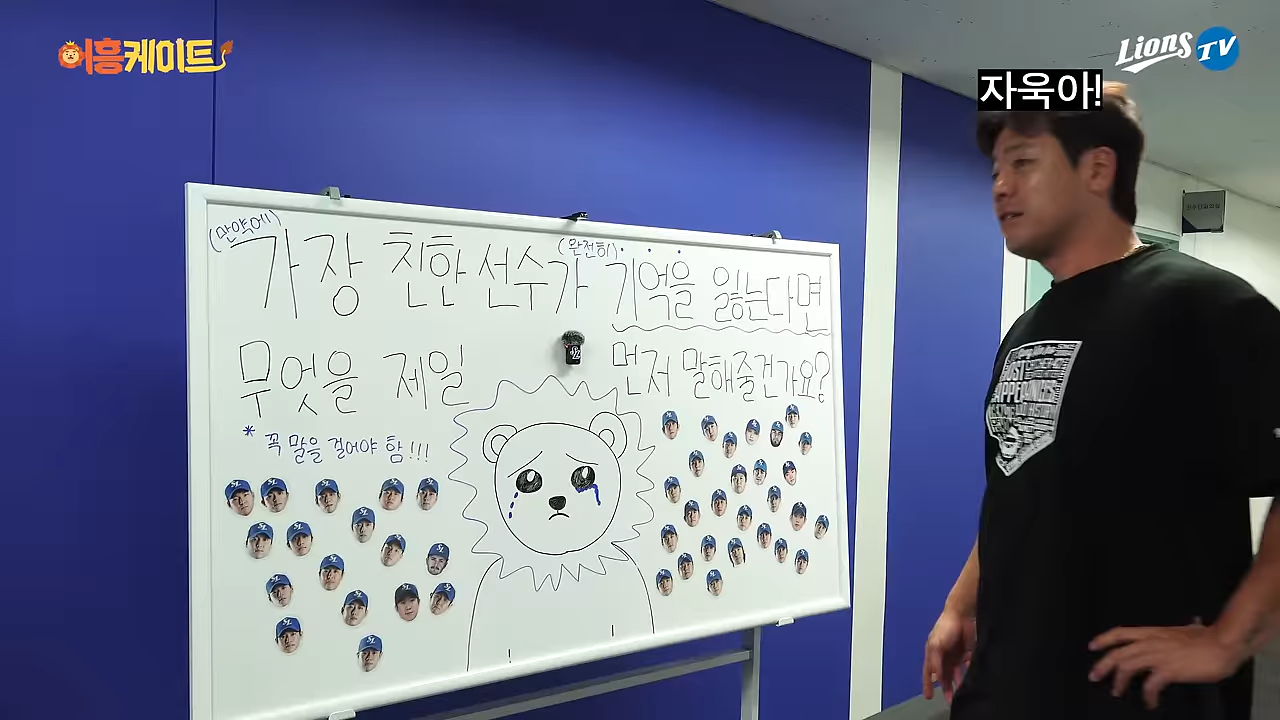 어흥케이트
Lions TV
자욱아!
(만약에)
(완전히)
가장 친한 선수가 기억을 잃는다면
무엇을 제일 먼저 말해줄건가요?
* 꼭 말을 걸어야 함!!!